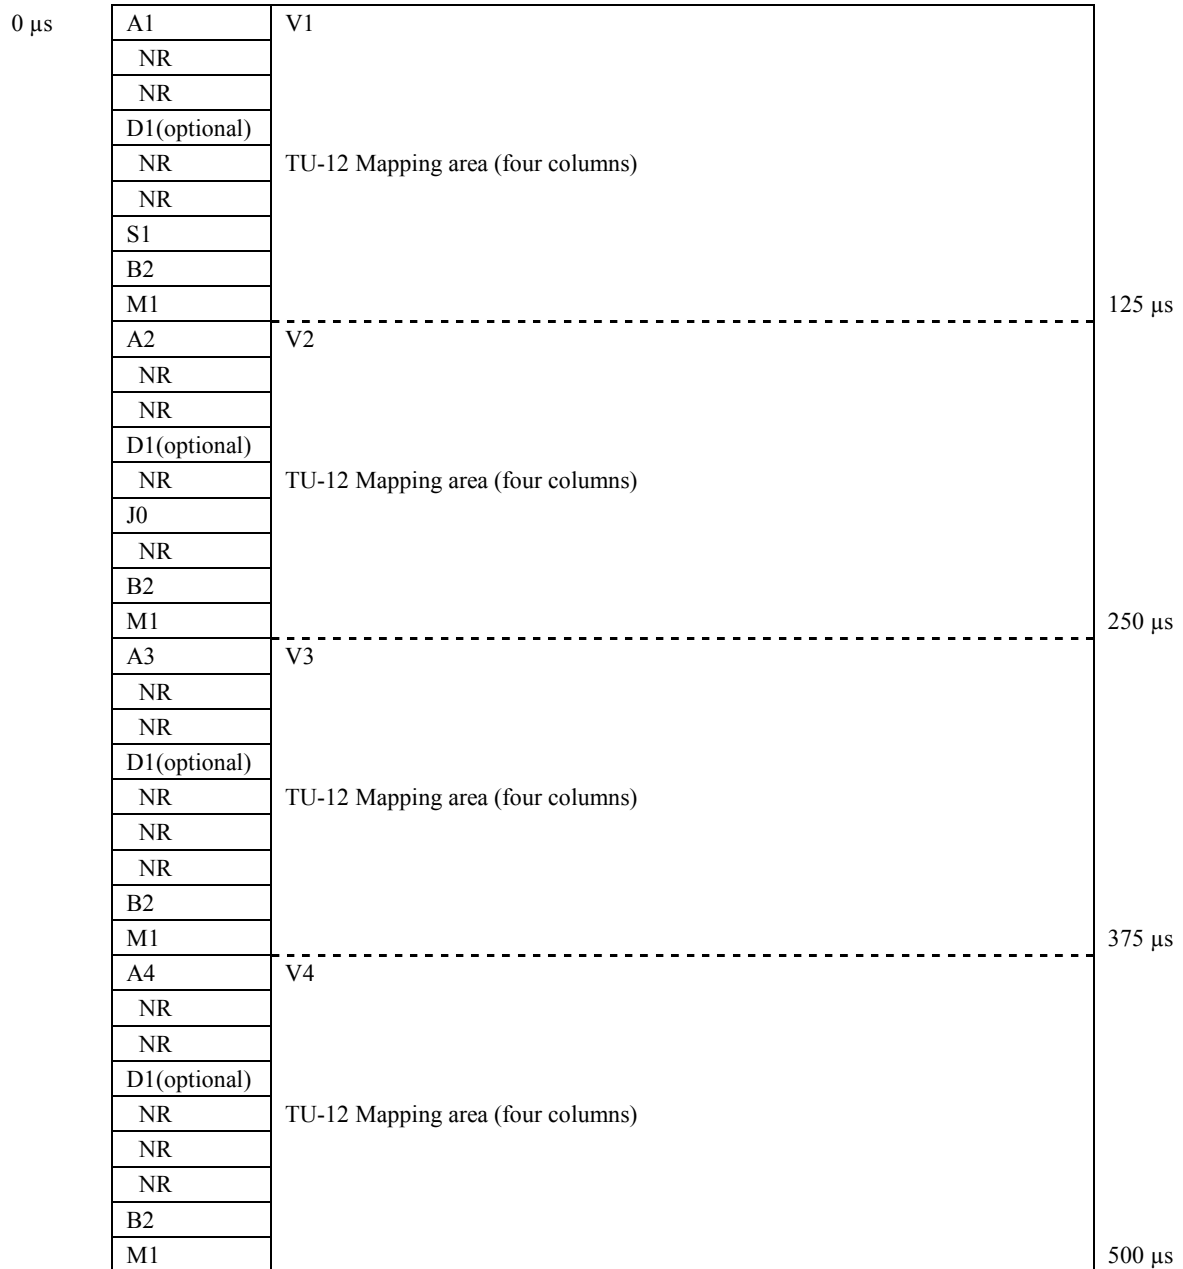 0 µs A1 V1
NR
NR
D1(optional)
NR TU-12 Mapping area (four columns)
NR
S1
B2
M1 125 µs
A2 V2
NR
NR
D1(optional)
NR TU-12 Mapping area (four columns)
J0
NR
B2
M1 250 µs
A3 V3
NR
NR
D1(optional)
NR TU-12 Mapping area (four columns)
NR
NR
B2
M1 375 µs
A4 V4
NR
NR
D1(optional)
NR TU-12 Mapping area (four columns)
NR
NR
B2
M1 500 µs